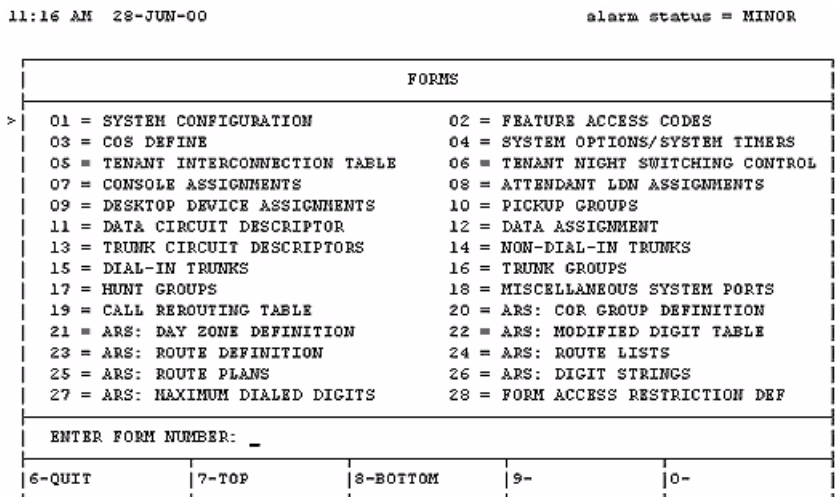 11:16 AM 28-JUN-00 alarm status = MINOR
FORMS
> 01 = SYSTEM CONFIGURATION 02 = FEATURE ACCESS CODES
03 = COS DEFINE 04 = SYSTEM OPTIONS/SYSTEM TIMERS
05 = TENANT INTERCONNECTION TABLE 06 = TENANT NIGHT SWITCHING CONTROL
07 = CONSOLE ASSIGNMENTS 08 = ATTENDANT LDN ASSIGNMENTS
09 = DESKTOP DEVICE ASSIGNMENTS 10 = PICKUP GROUPS
11 = DATA CIRCUIT DESCRIPTOR 12 = DATA ASSIGNMENT
13 = TRUNK CIRCUIT DESCRIPTORS 14 = NON-DIAL-IN TRUNKS
15 = DIAL-IN TRUNKS 16 = TRUNK GROUPS
17 = HUNT GROUPS 18 = MISCELLANEOUS SYSTEM PORTS
19 = CALL REROUTING TABLE 20 = ARS: COR GROUP DEFINITION
21 = ARS: DAY ZONE DEFINITION 22 = ARS: MODIFIED DIGIT TABLE
23 = ARS: ROUTE DEFINITION 24 = ARS: ROUTE LISTS
25 = ARS: ROUTE PLANS 26 = ARS: DIGIT STRINGS
27 = ARS: MAXIMUM DIALED DIGITS 28 = FORM ACCESS RESTRICTION DEF
ENTER FORM NUMBER: _
6-QUIT 7-TOP 8-BOTTOM 9- 0-